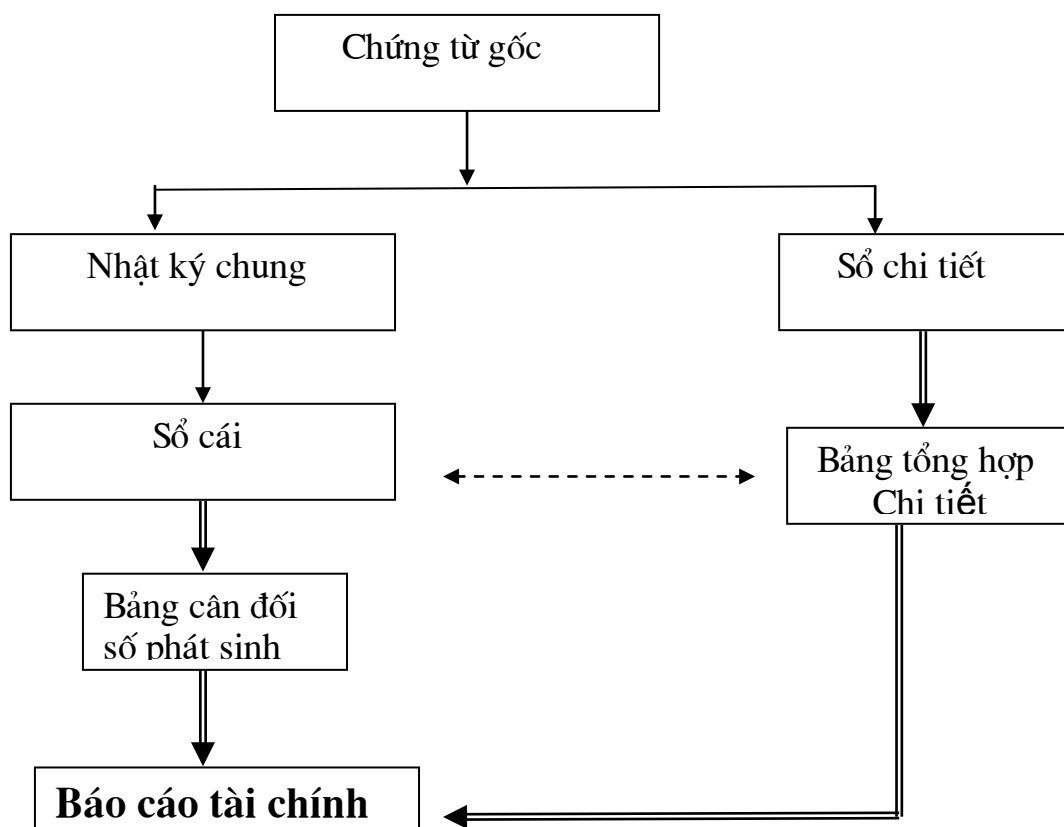 Chứng từ gốc
Nhật ký chung
Sổ chi tiết
Sổ cái
Bảng tổng hợp
Chi tiết
Bảng cân đối
số phát sinh
Báo cáo tài chính